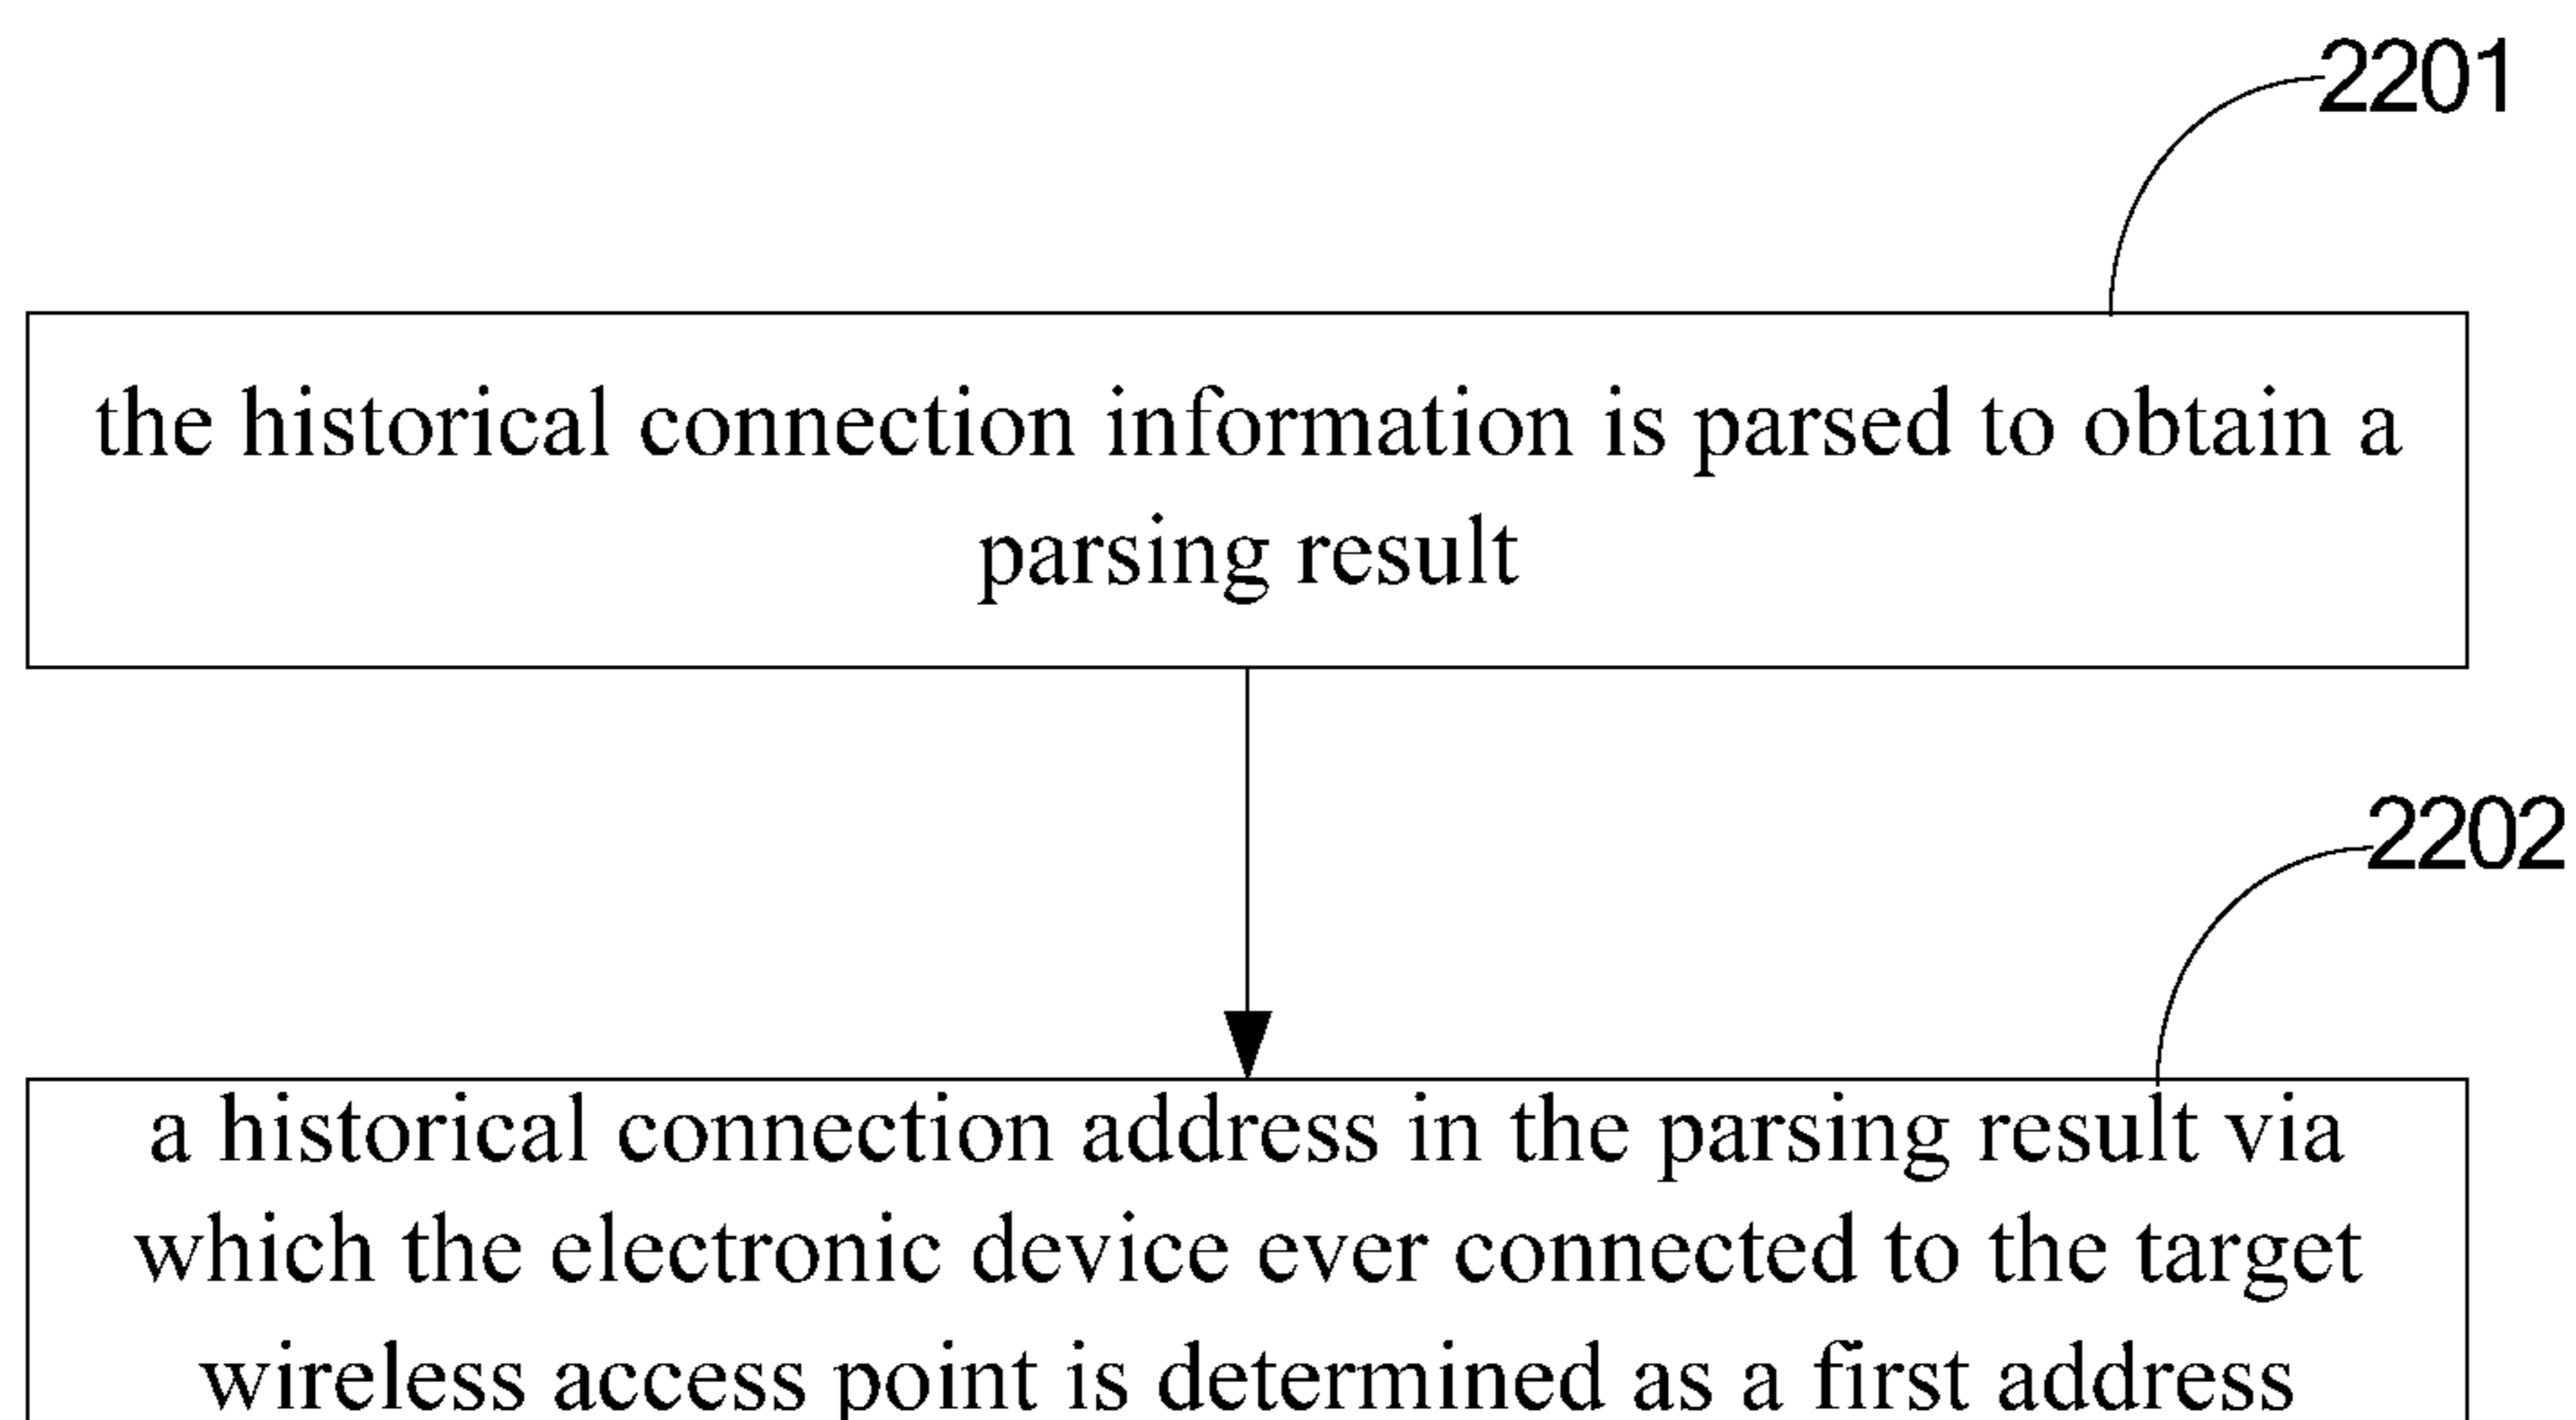 2201
the historical connection information is parsed to obtain a
parsing result
2202
a historical connection address in the parsing result via
which the electronic device ever connected to the target
wireless access point is determined as a first address